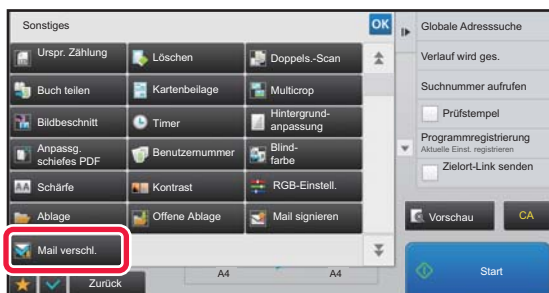 Sonstiges
OK
Urspr. Zählung
Löschen
Doppels.-Scan
Buch teilen
Kartenbeilage
Multicrop
Bildbeschnitt
Timer
Hintergrund-
anpassung
Anpassg.
schiefes PDF
Benutzernummer
Blind-
farbe
AA Schärfe
Kontrast
RGB-Einstell.
Ablage
Offene Ablage
Mail signieren
Mail verschl.
Zurück
A4
A4
Globale Adresssuche
Verlauf wird ges.
Suchnummer aufrufen
Prüfstempel
Programmregistrierung
Aktuelle Einst. registrieren
Zielort-Link senden
Vorschau
CA
Start